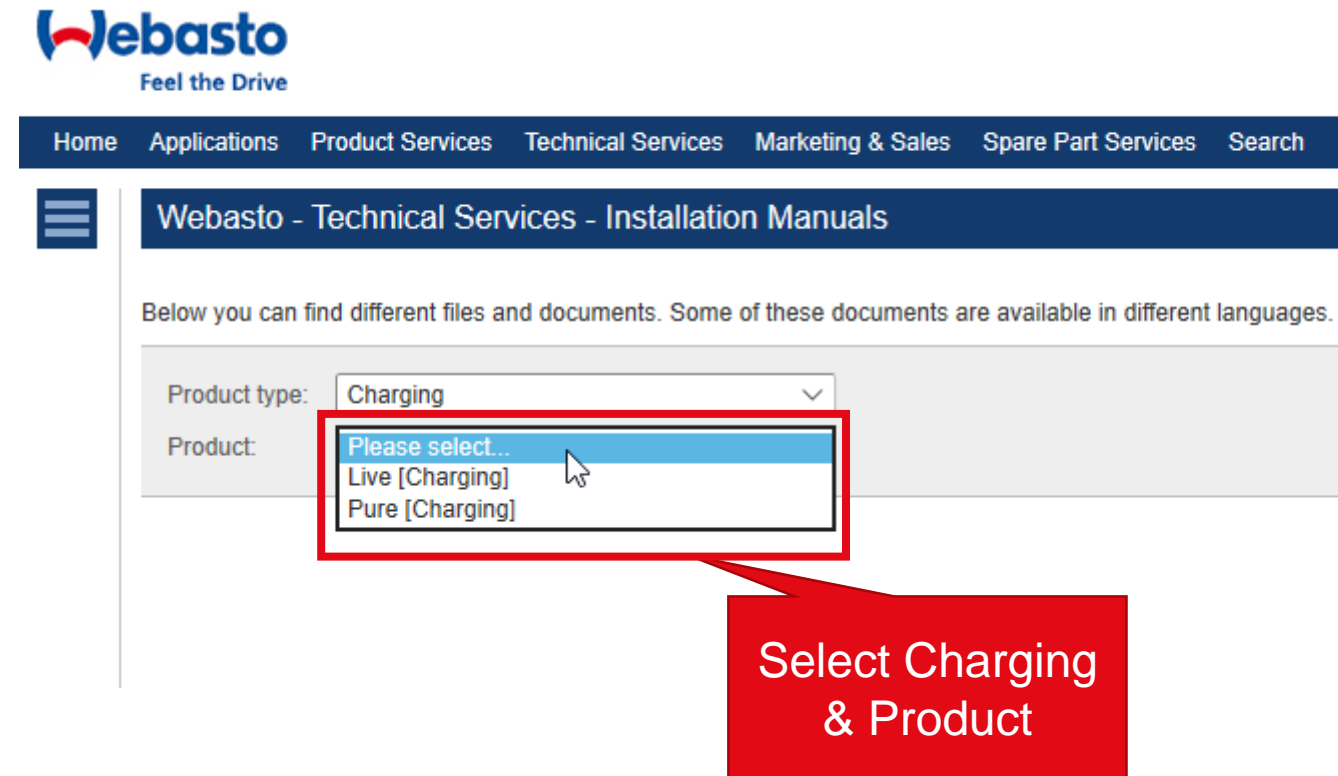 Webasto
Feel the Drive
Home Applications Product Services Technical Services Marketing & Sales Spare Part Services Search
Webasto - Technical Services - Installation Manuals
Below you can find different files and documents. Some of these documents are available in different languages.
Product type: Charging
Product: Please select...
Live [Charging]
Pure [Charging]
Select Charging
& Product